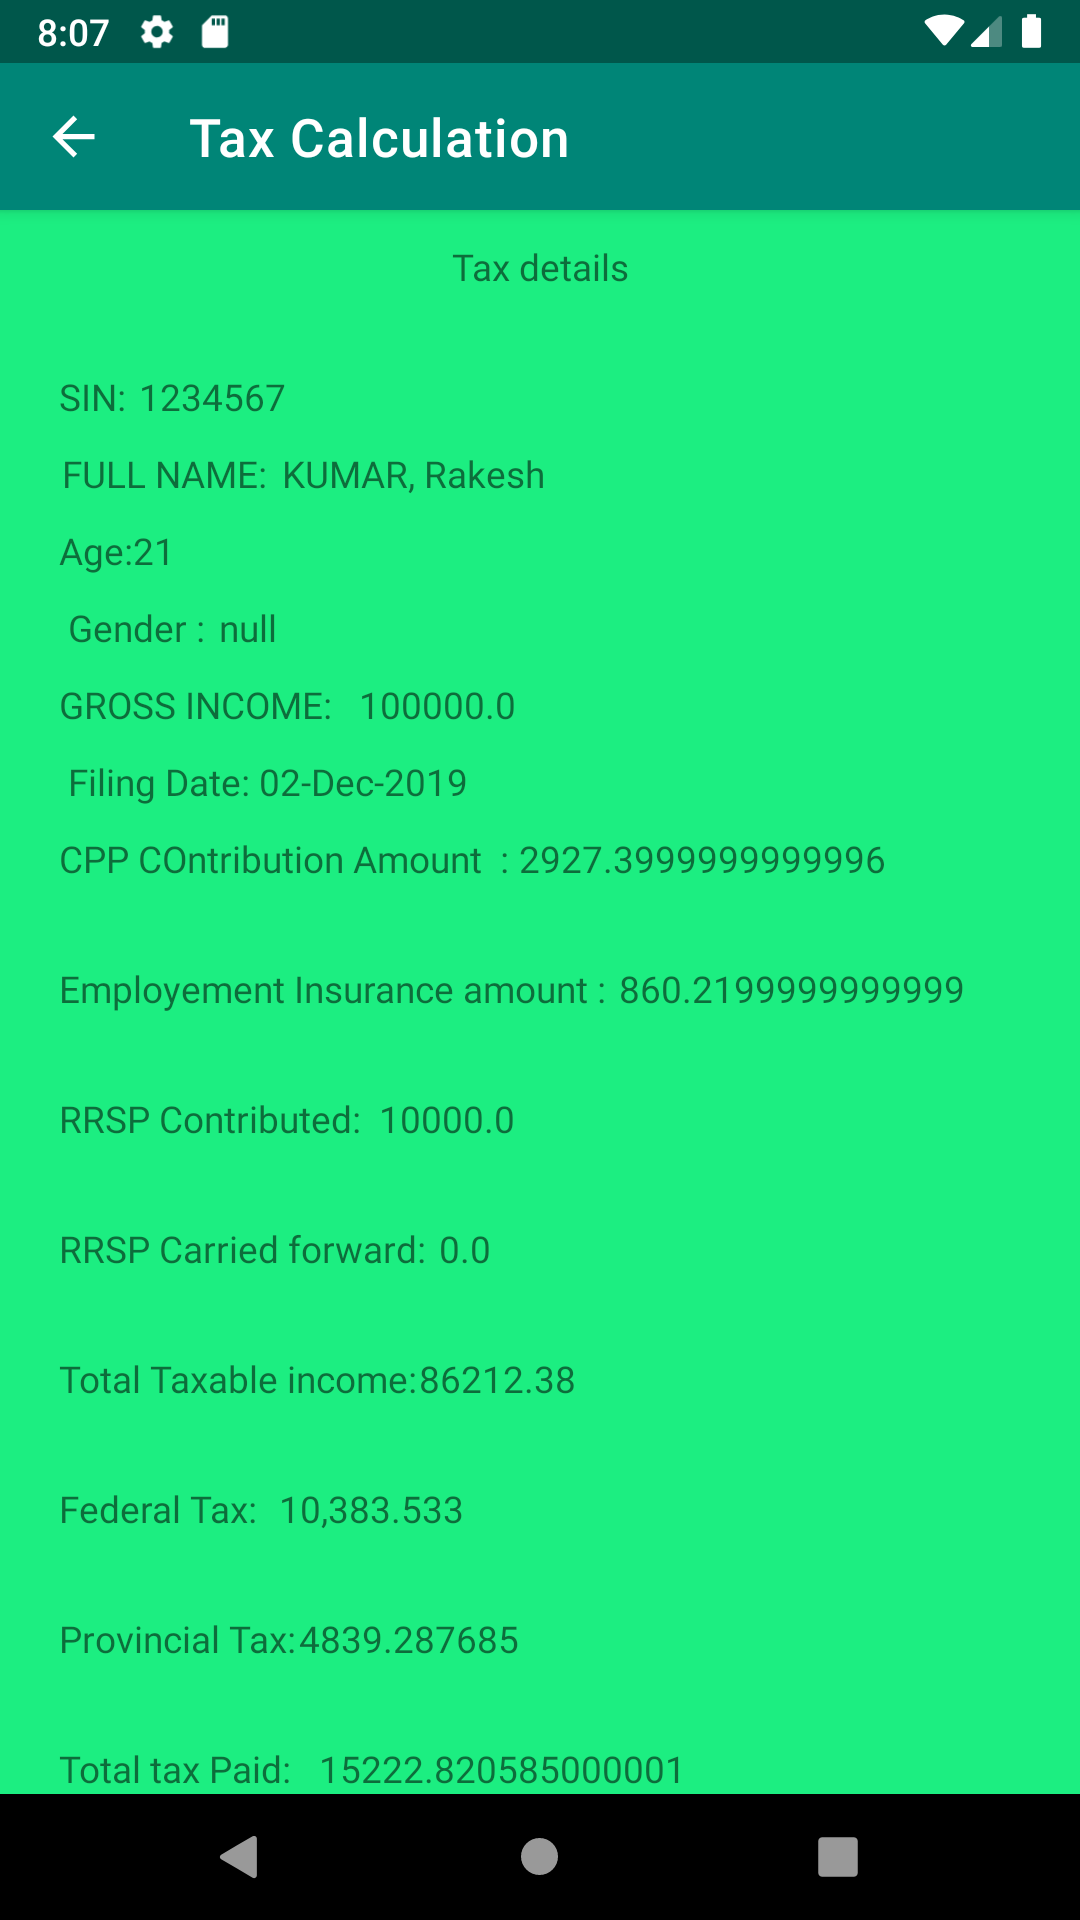 8:07
Tax Calculation
Tax details
SIN: 1234567
FULL NAME: KUMAR, Rakesh
Age:21
Gender : null
GROSS INCOME: 100000.0
Filing Date: 02-Dec-2019
CPP COntribution Amount : 2927.3999999999996
Employement Insurance amount : 860.2199999999999
RRSP Contributed: 10000.0
RRSP Carried forward: 0.0
Total Taxable income:86212.38
Federal Tax: 10,383.533
Provincial Tax:4839.287685
Total tax Paid: 15222.820585000001